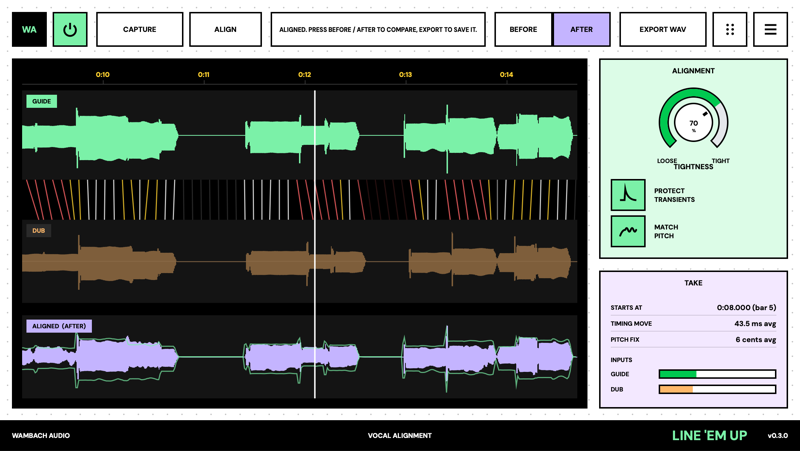 WA
CAPTURE
ALIGN
ALIGNED. PRESS BEFORE / AFTER TO COMPARE, EXPORT TO SAVE IT.
BEFORE
AFTER
EXPORT WAV
0:10
0:11
0:12
0:13
0:14
GUIDE
DUB
ALIGNED (AFTER)
ALIGNMENT
70
%
LOOSE
TIGHT
TIGHTNESS
PROTECT
TRANSIENTS
MATCH
PITCH
TAKE
STARTS AT 0:08.000 (bar 5)
TIMING MOVE 43.5 ms avg
PITCH FIX 6 cents avg
INPUTS
GUIDE
DUB
WAMBACH AUDIO
VOCAL ALIGNMENT
LINE 'EM UP
v0.3.0